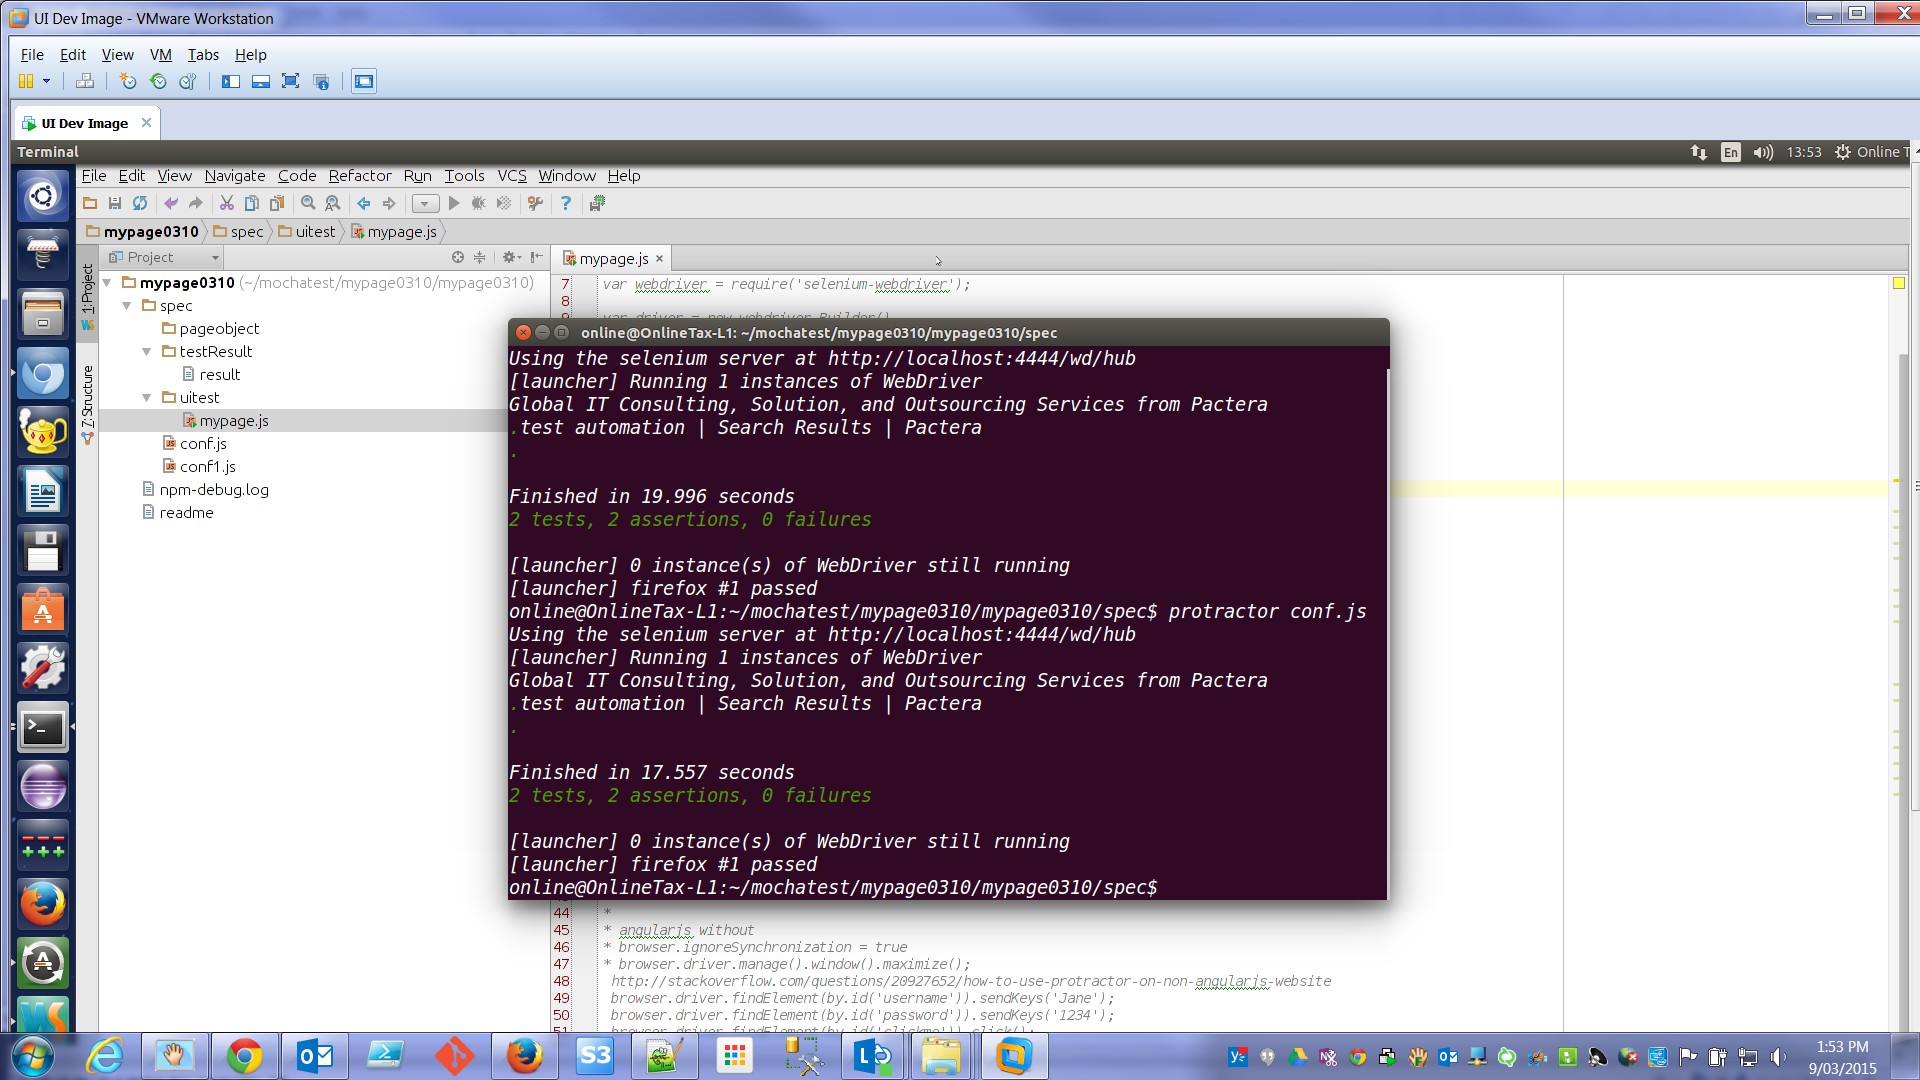 UI Dev Image - VMware Workstation
File Edit View VM Tabs Help
UI Dev Image
Terminal
En 13:53 Online T
File Edit View Navigate Code Refactor Run Tools VCS Window Help
mypage0310 spec uitest mypage.js
Project
mypage.js
1: Project
Z: Structure
mypage0310 (~/mochatest/mypage0310/mypage0310)
spec
pageobject
testResult
result
uitest
mypage.js
conf.js
conf1.js
npm-debug.log
readme
7 var webdriver = require('selenium-webdriver');
8
var driver = new webdriver.Builder()
online@OnlineTax-L1: ~/mochatest/mypage0310/mypage0310/spec
Using the selenium server at http://localhost:4444/wd/hub
[launcher] Running 1 instances of WebDriver
Global IT Consulting, Solution, and Outsourcing Services from Pactera
.test automation | Search Results | Pactera
.
Finished in 19.996 seconds
2 tests, 2 assertions, 0 failures
[launcher] 0 instance(s) of WebDriver still running
[launcher] firefox #1 passed
online@OnlineTax-L1:~/mochatest/mypage0310/mypage0310/spec$ protractor conf.js
Using the selenium server at http://localhost:4444/wd/hub
[launcher] Running 1 instances of WebDriver
Global IT Consulting, Solution, and Outsourcing Services from Pactera
.test automation | Search Results | Pactera
.
Finished in 17.557 seconds
2 tests, 2 assertions, 0 failures
[launcher] 0 instance(s) of WebDriver still running
[launcher] firefox #1 passed
online@OnlineTax-L1:~/mochatest/mypage0310/mypage0310/spec$
44 *
45 * angularjs without
46 * browser.ignoreSynchronization = true
47 * browser.driver.manage().window().maximize();
48 http://stackoverflow.com/questions/20927652/how-to-use-protractor-on-non-angularjs-website
49 browser.driver.findElement(by.id('username')).sendKeys('Jane');
50 browser.driver.findElement(by.id('password')).sendKeys('1234');
51 browser.driver.findElement(by.id('clickme')).click();
S3
1:53 PM
9/03/2015